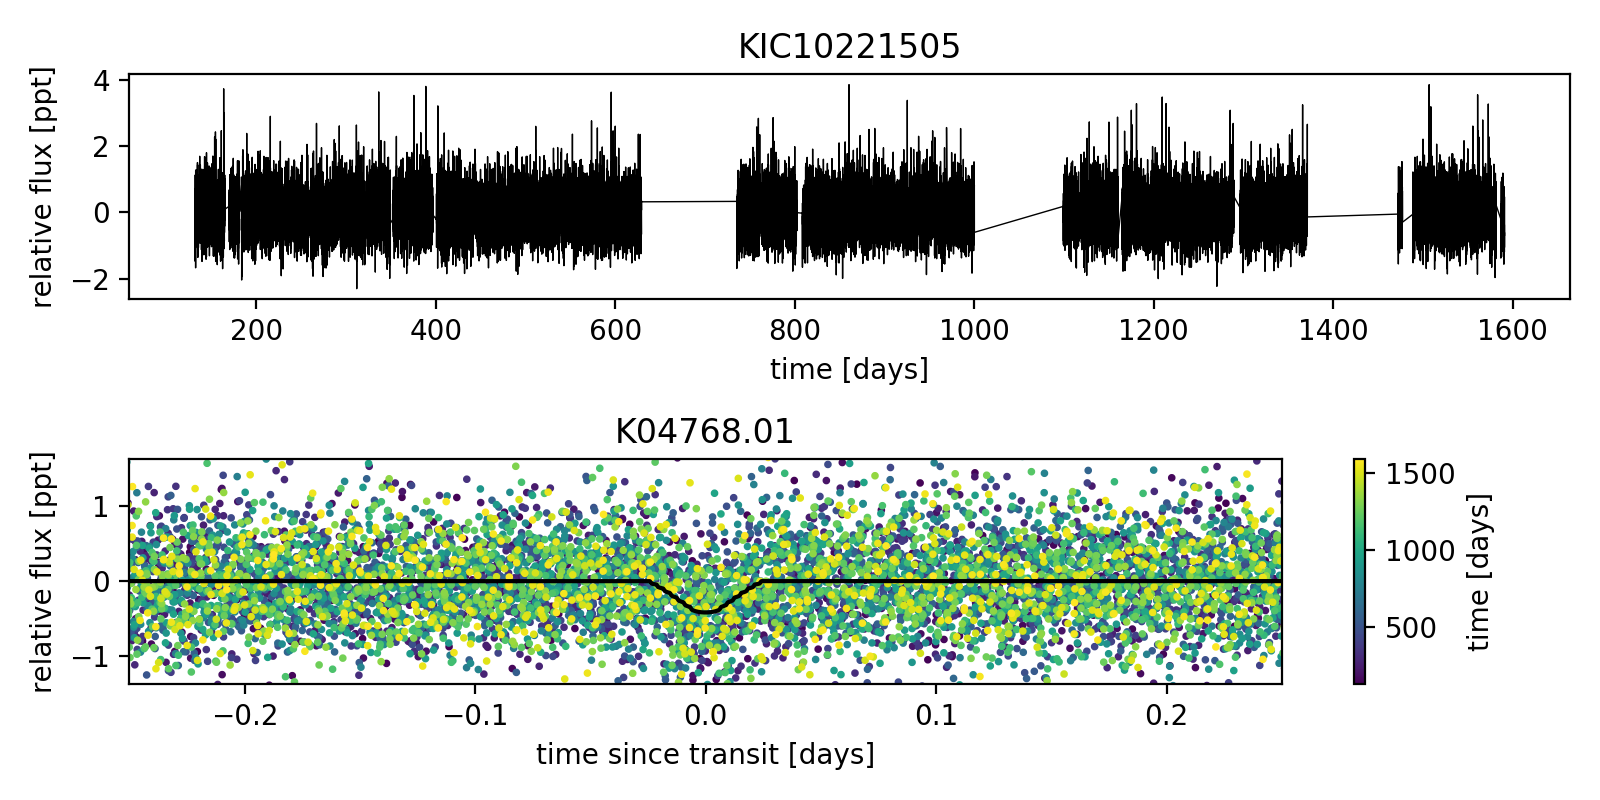 KIC10221505
relative flux [ppt]
4
2
0
−2
200 400 600 800 1000 1200 1400 1600
time [days]
K04768.01
relative flux [ppt]
1
0
−1
−0.2 −0.1 0.0 0.1 0.2
time since transit [days]
1500
1000
500
time [days]